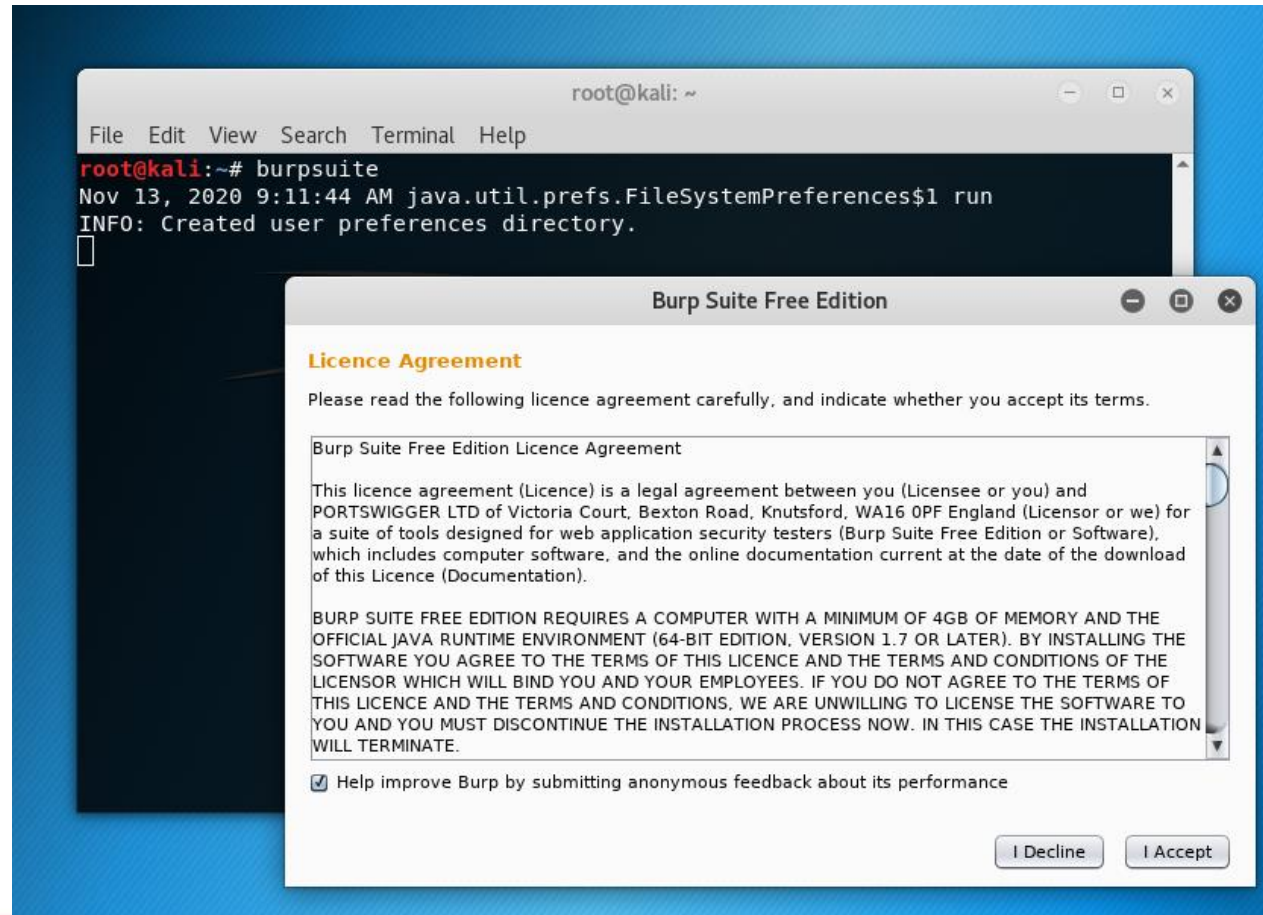 root@kali: ~
File Edit View Search Terminal Help
root@kali:~# burpsuite
Nov 13, 2020 9:11:44 AM java.util.prefs.FileSystemPreferences$1 run
INFO: Created user preferences directory.
Burp Suite Free Edition
Licence Agreement
Please read the following licence agreement carefully, and indicate whether you accept its terms.
Burp Suite Free Edition Licence Agreement
This licence agreement (Licence) is a legal agreement between you (Licensee or you) and
PORTSWIGGER LTD of Victoria Court, Bexton Road, Knutsford, WA16 0PF England (Licensor or we) for
a suite of tools designed for web application security testers (Burp Suite Free Edition or Software),
which includes computer software, and the online documentation current at the date of the download
of this Licence (Documentation).
BURP SUITE FREE EDITION REQUIRES A COMPUTER WITH A MINIMUM OF 4GB OF MEMORY AND THE
OFFICIAL JAVA RUNTIME ENVIRONMENT (64-BIT EDITION, VERSION 1.7 OR LATER). BY INSTALLING THE
SOFTWARE YOU AGREE TO THE TERMS OF THIS LICENCE AND THE TERMS AND CONDITIONS OF THE
LICENSOR WHICH WILL BIND YOU AND YOUR EMPLOYEES. IF YOU DO NOT AGREE TO THE TERMS OF
THIS LICENCE AND THE TERMS AND CONDITIONS, WE ARE UNWILLING TO LICENSE THE SOFTWARE TO
YOU AND YOU MUST DISCONTINUE THE INSTALLATION PROCESS NOW. IN THIS CASE THE INSTALLATION
WILL TERMINATE.
Help improve Burp by submitting anonymous feedback about its performance
I Decline I Accept